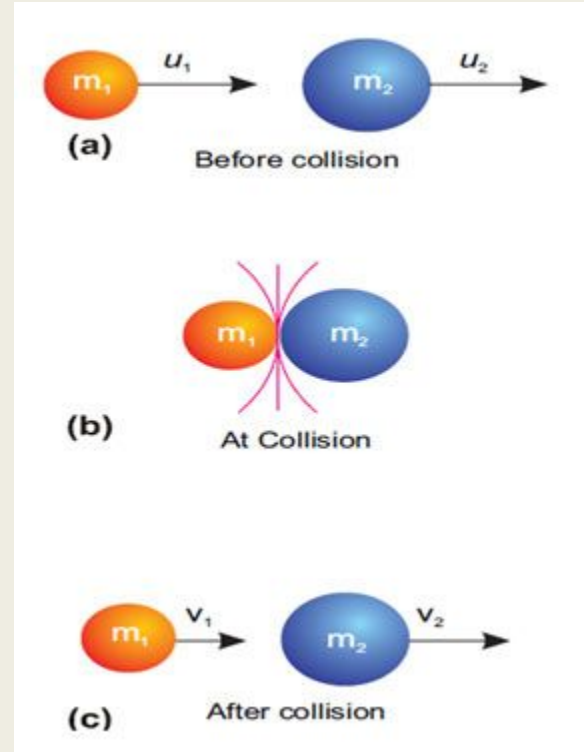 u₁ u₂
m₁ m₂
(a)
Before collision
m₁ m₂
(b)
At Collision
v₁ v₂
m₁ m₂
(c) After collision